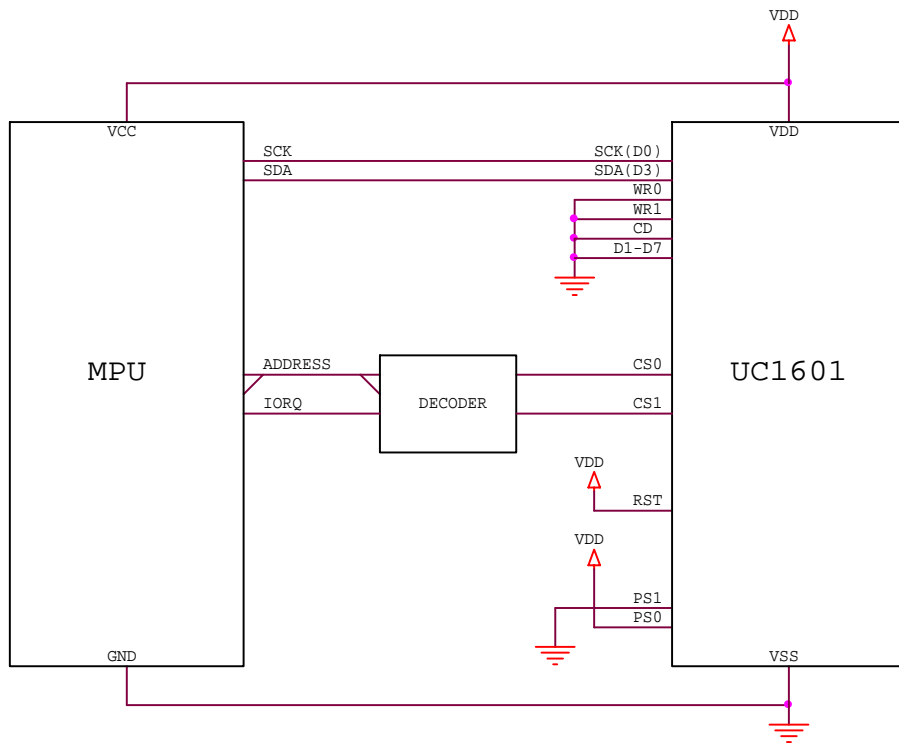 VDD
VCC
VDD
SCK
SCK(D0)
SDA
SDA(D3)
WR0
WR1
CD
D1-D7
MPU
ADDRESS
CS0
UC1601
IORQ
DECODER
CS1
VDD
RST
VDD
PS1
PS0
GND
VSS